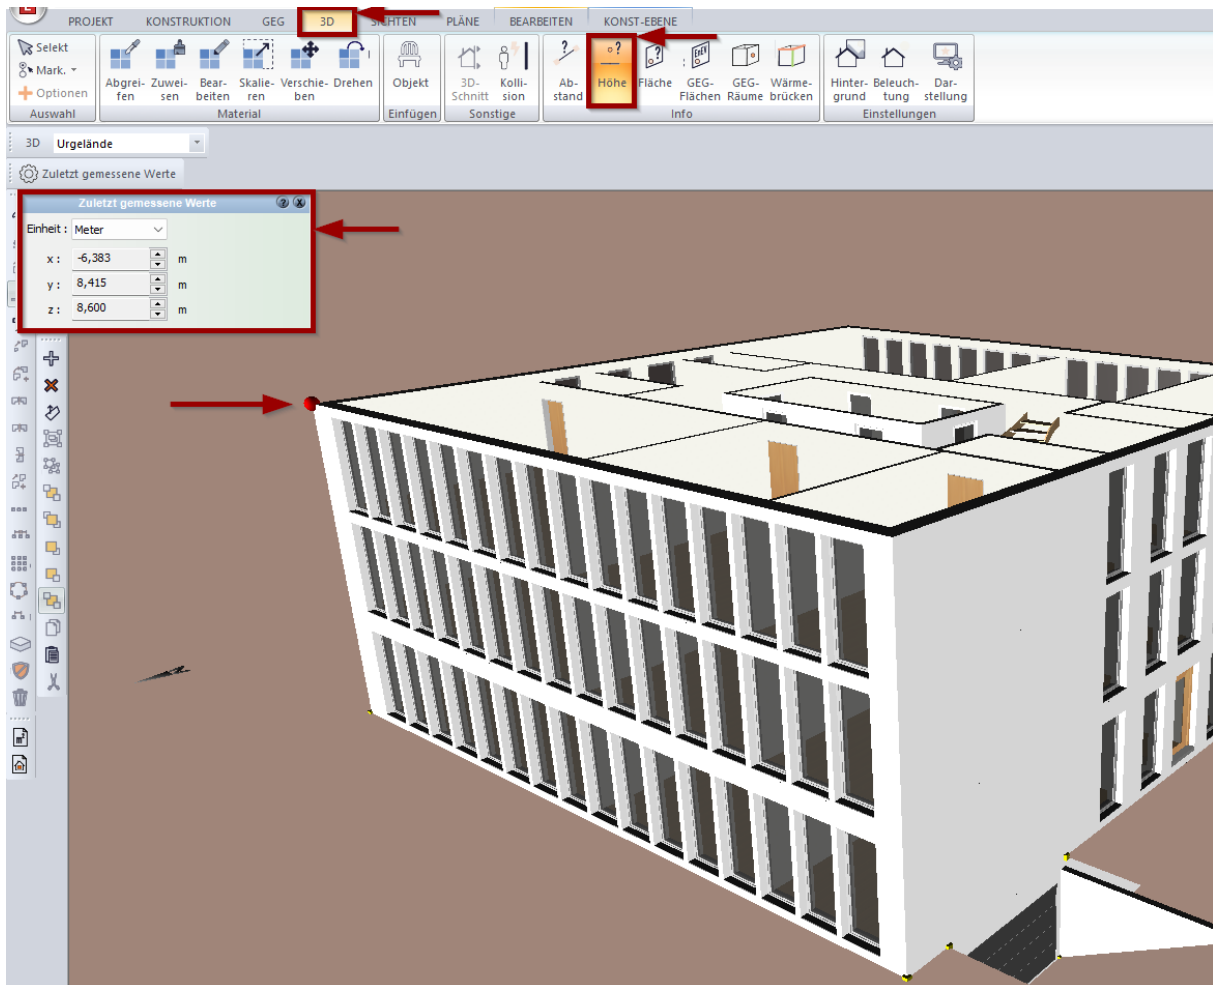 PROJEKT KONSTRUKTION GEG 3D SICHTEN PLÄNE BEARBEITEN KONST-EBENE
Selekt
Mark.
Optionen
Auswahl
Abgrei- Zuwei- Bear- Skalie- Verschie- Drehen
fen sen beiten ren ben
Material
Objekt
Einfügen
3D- Kolli-
Schnitt sion
Sonstige
Ab- Höhe Fläche GEG- GEG- Wärme-
stand Flächen Räume brücken
Info
Hinter- Beleuch- Dar-
grund tung stellung
Einstellungen
3D Urgelände
Zuletzt gemessene Werte
Zuletzt gemessene Werte
Einheit : Meter
x : -6,383 m
y : 8,415 m
z : 8,600 m